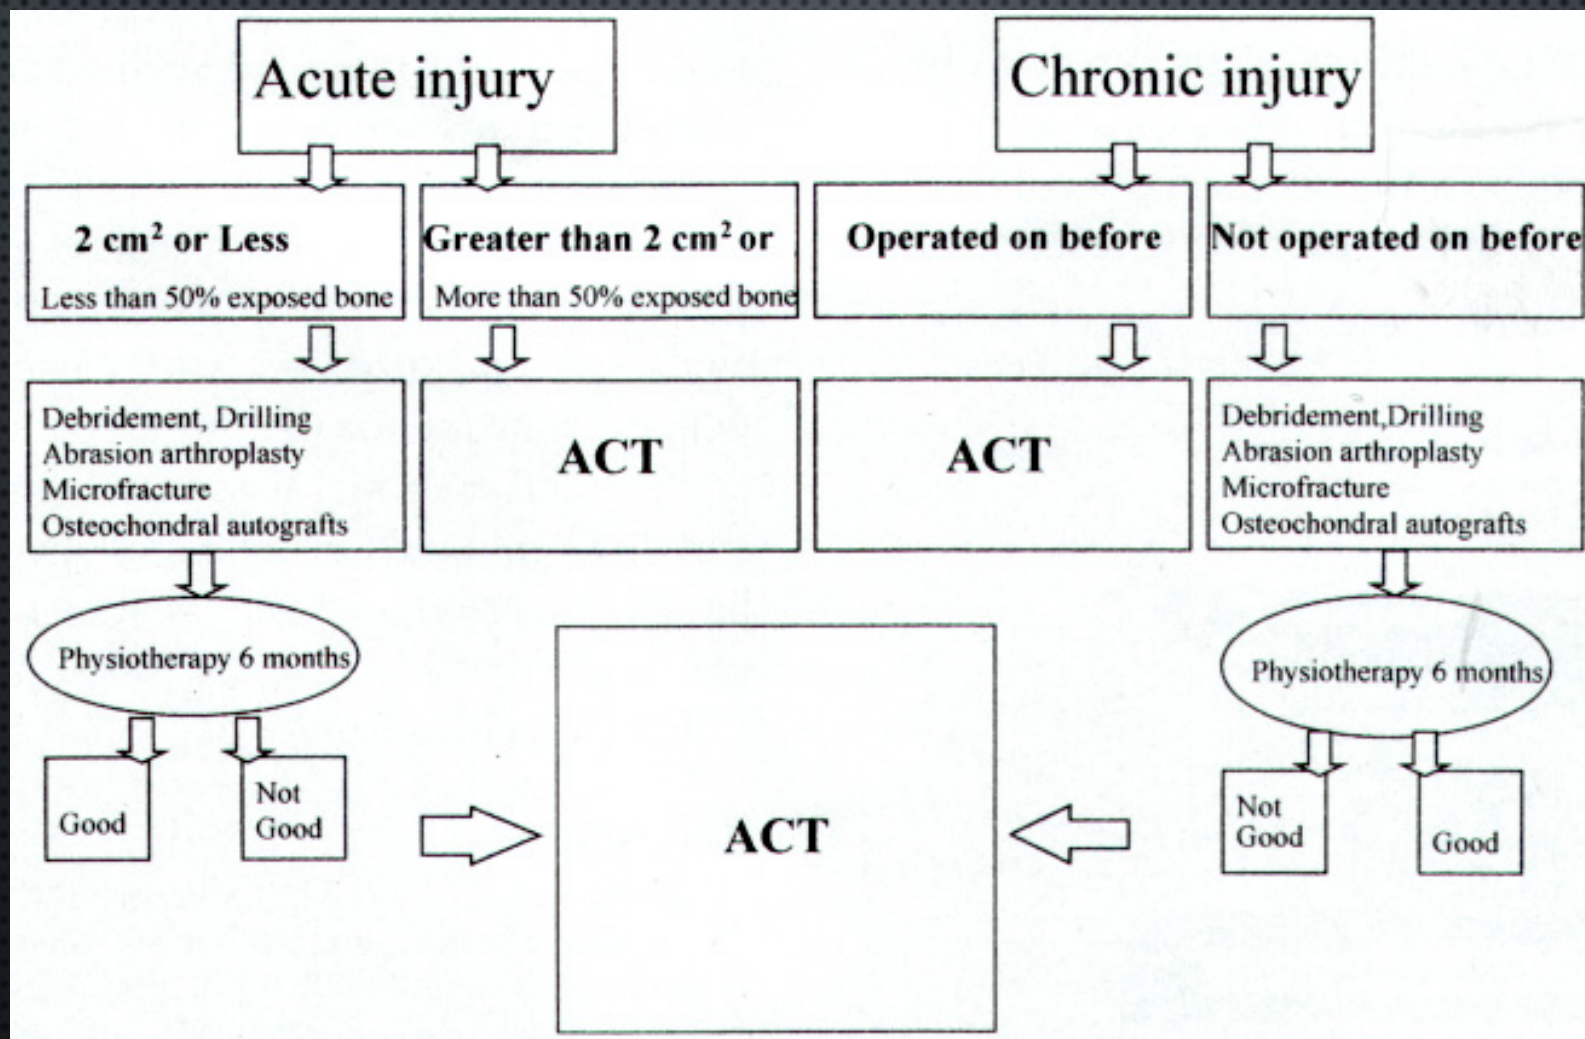 Acute injury
Chronic injury
2 cm² or Less
Less than 50% exposed bone
Greater than 2 cm² or
More than 50% exposed bone
Operated on before
Not operated on before
Debridement, Drilling
Abrasion arthroplasty
Microfracture
Osteochondral autografts
ACT
ACT
Debridement,Drilling
Abrasion arthroplasty
Microfracture
Osteochondral autografts
Physiotherapy 6 months
Physiotherapy 6 months
Good
Not
Good
ACT
Not
Good
Good